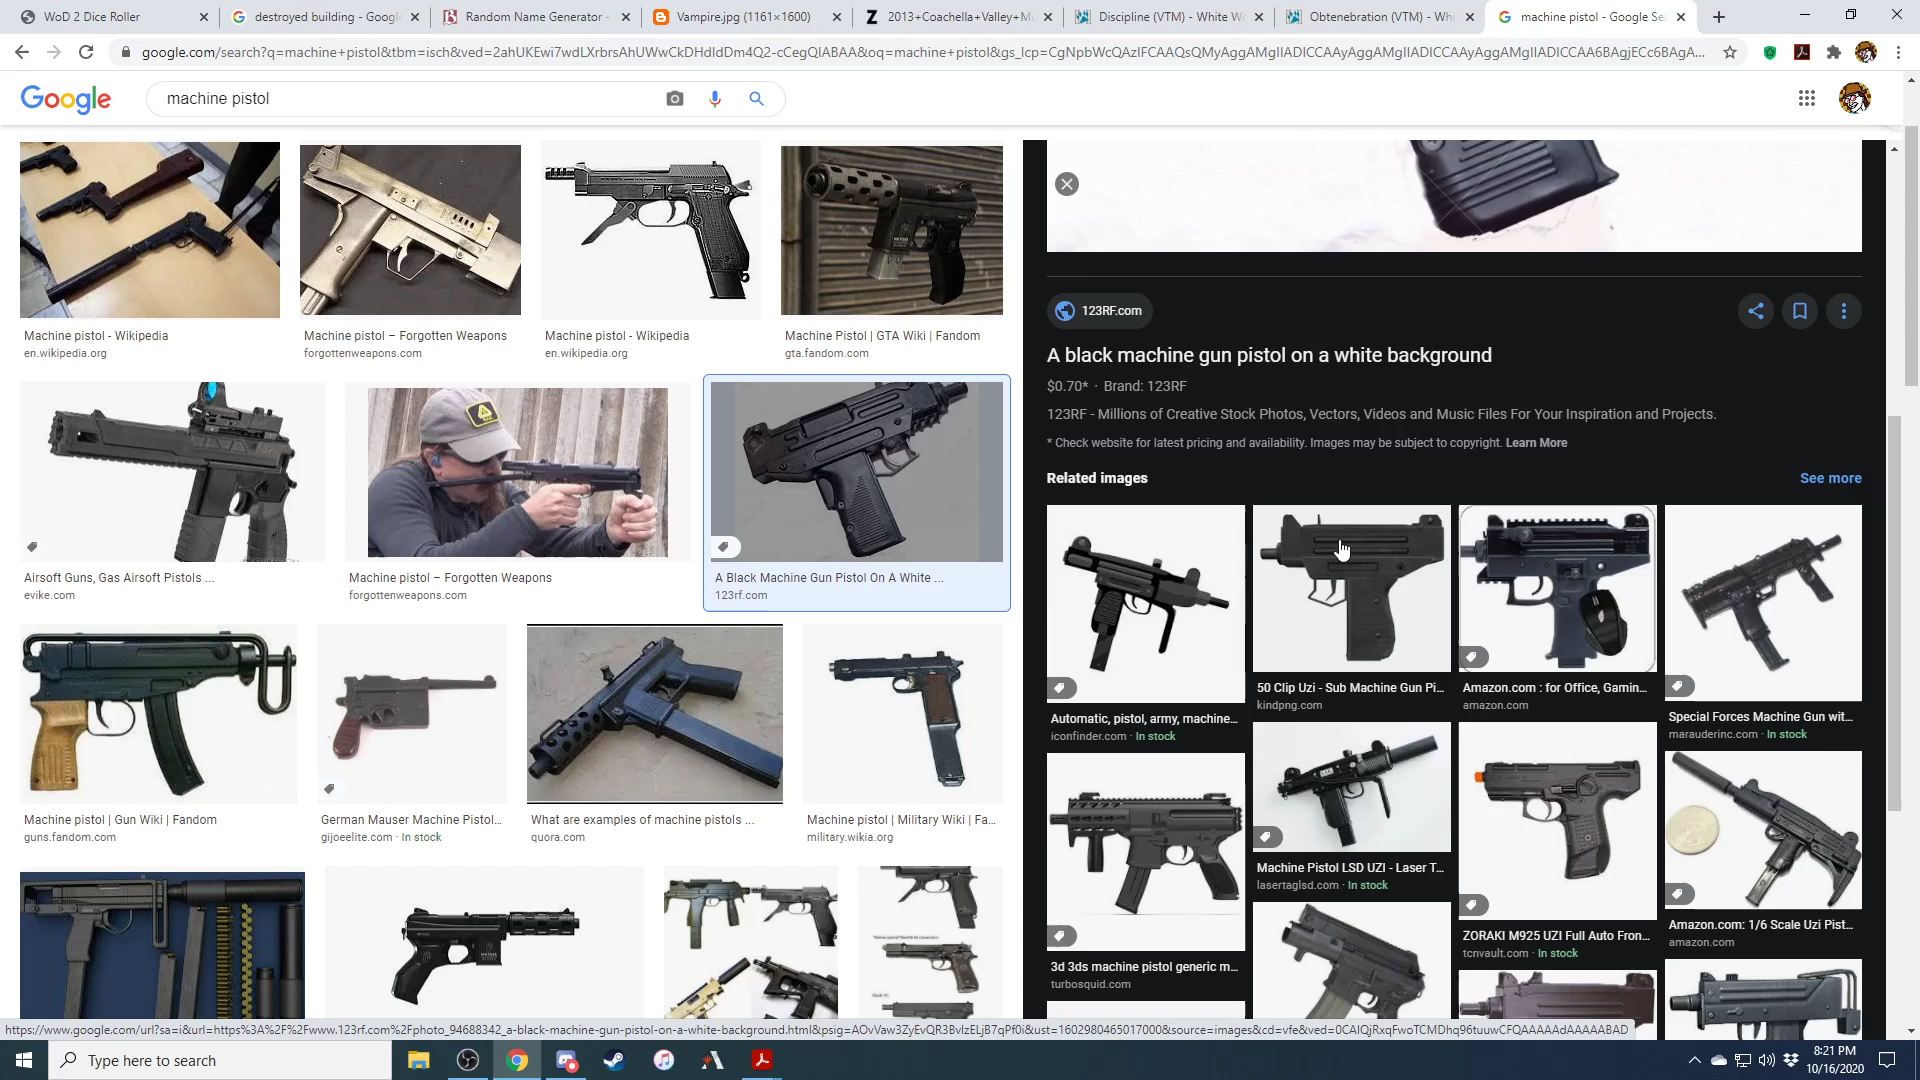 WoD 2 Dice Roller
destroyed building - Google
Random Name Generator -
Vampire.jpg (1161×1600)
2013+Coachella+Valley+M
Discipline (VTM) - White W
Obtenebration (VTM) - Wh
machine pistol - Google Sea
google.com/search?q=machine+pistol&tbm=isch&ved=2ahUKEwi7wdLXrbrsAhUWwCkDHdIdDm4Q2-cCegQIABAA&oq=machine+pistol&gs_lcp=CgNpbWcQAzIFCAAQsQMyAggAMgIIADICCAAyAggAMgIIADICCAAyAggAMgIIADICCAA6BAgjECc6BAgA...
Google
machine pistol
Machine pistol - Wikipedia
en.wikipedia.org
Machine pistol – Forgotten Weapons
forgottenweapons.com
Machine pistol - Wikipedia
en.wikipedia.org
Machine Pistol | GTA Wiki | Fandom
gta.fandom.com
Airsoft Guns, Gas Airsoft Pistols ...
evike.com
Machine pistol – Forgotten Weapons
forgottenweapons.com
A Black Machine Gun Pistol On A White ...
123rf.com
Machine pistol | Gun Wiki | Fandom
guns.fandom.com
German Mauser Machine Pistol...
gijoeelite.com · In stock
What are examples of machine pistols ...
quora.com
Machine pistol | Military Wiki | Fa...
military.wikia.org
123RF.com
A black machine gun pistol on a white background
$0.70* · Brand: 123RF
123RF - Millions of Creative Stock Photos, Vectors, Videos and Music Files For Your Inspiration and Projects.
* Check website for latest pricing and availability. Images may be subject to copyright. Learn More
Related images
See more
Automatic, pistol, army, machine...
iconfinder.com · In stock
50 Clip Uzi - Sub Machine Gun Pi...
kindpng.com
Amazon.com : for Office, Gamin...
amazon.com
Special Forces Machine Gun wit...
marauderinc.com · In stock
3d 3ds machine pistol generic m...
turbosquid.com
Machine Pistol LSD UZI - Laser T...
lasertaglsd.com · In stock
ZORAKI M925 UZI Full Auto Fron...
tcnvault.com · In stock
Amazon.com: 1/6 Scale Uzi Pist...
amazon.com
https://www.google.com/url?sa=i&url=https%3A%2F%2Fwww.123rf.com%2Fphoto_94688342_a-black-machine-gun-pistol-on-a-white-background.html&psig=AOvVaw3ZyEvQR3BvIzELjB7qPf0i&ust=1602980465017000&source=images&cd=vfe&ved=0CAIQjRxqFwoTCMDhq96tuuwCFQAAAAAdAAAAABAD
Type here to search
8:21 PM
10/16/2020